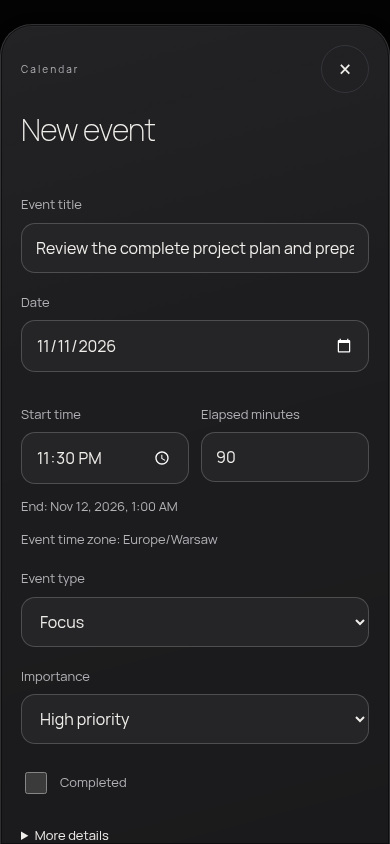 Calendar
New event
Event title
Review the complete project plan and prepa
Date
11/11/2026
Start time
Elapsed minutes
11:30 PM
90
End: Nov 12, 2026, 1:00 AM
Event time zone: Europe/Warsaw
Event type
Focus
Importance
High priority
Completed
More details